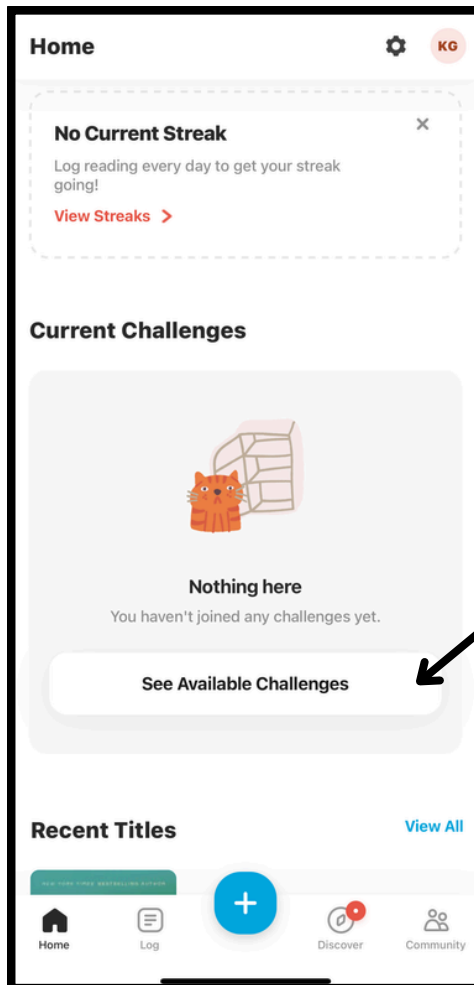 Home
KG
No Current Streak
Log reading every day to get your streak
going!
View Streaks
Current Challenges
Nothing here
You haven't joined any challenges yet.
See Available Challenges
Recent Titles
View All
NEW YORK TIMES BESTSELLING AUTHOR
Home
Log
Discover
Community